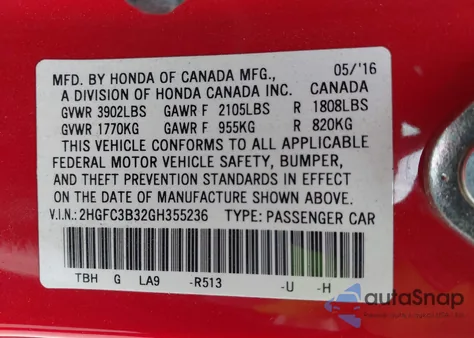 MFD. BY HONDA OF CANADA MFG., 05/'16
A DIVISION OF HONDA CANADA INC. CANADA
GVWR 3902LBS GAWR F 2105LBS R 1808LBS
GVWR 1770KG GAWR F 955KG R 820KG
THIS VEHICLE CONFORMS TO ALL APPLICABLE
FEDERAL MOTOR VEHICLE SAFETY, BUMPER,
AND THEFT PREVENTION STANDARDS IN EFFECT
ON THE DATE OF MANUFACTURE SHOWN ABOVE.
V.I.N.: 2HGFC3B32GH355236 TYPE: PASSENGER CAR
TBH G LA9 -R513 -U -H
autoSnap